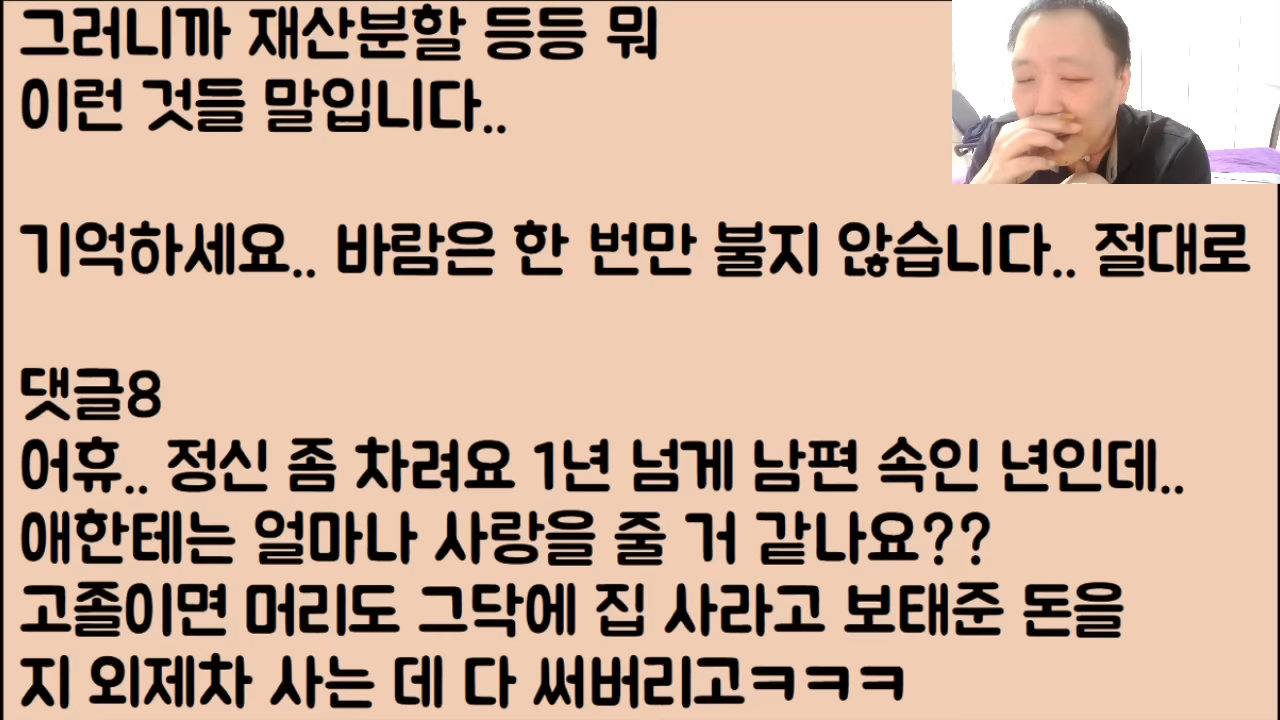 그러니까 재산분할 등등 뭐
이런 것들 말입니다..
기억하세요.. 바람은 한 번만 불지 않습니다.. 절대로
댓글8
어휴.. 정신 좀 차려요 1년 넘게 남편 속인 년인데..
애한테는 얼마나 사랑을 줄 거 같나요??
고졸이면 머리도 그닥에 집 사라고 보태준 돈을
지 외제차 사는 데 다 써버리고ㅋㅋㅋ